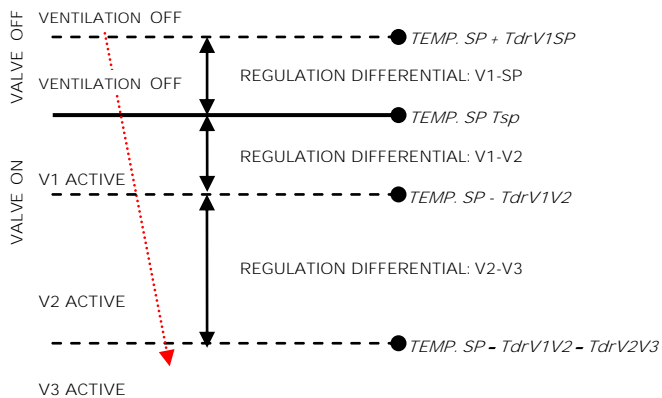 VENTILATION OFF
VALVE OFF
TEMP. SP + TdrV1SP
REGULATION DIFFERENTIAL: V1-SP
VENTILATION OFF
TEMP. SP Tsp
REGULATION DIFFERENTIAL: V1-V2
VALVE ON
V1 ACTIVE
TEMP. SP - TdrV1V2
REGULATION DIFFERENTIAL: V2-V3
V2 ACTIVE
TEMP. SP – TdrV1V2 – TdrV2V3
V3 ACTIVE